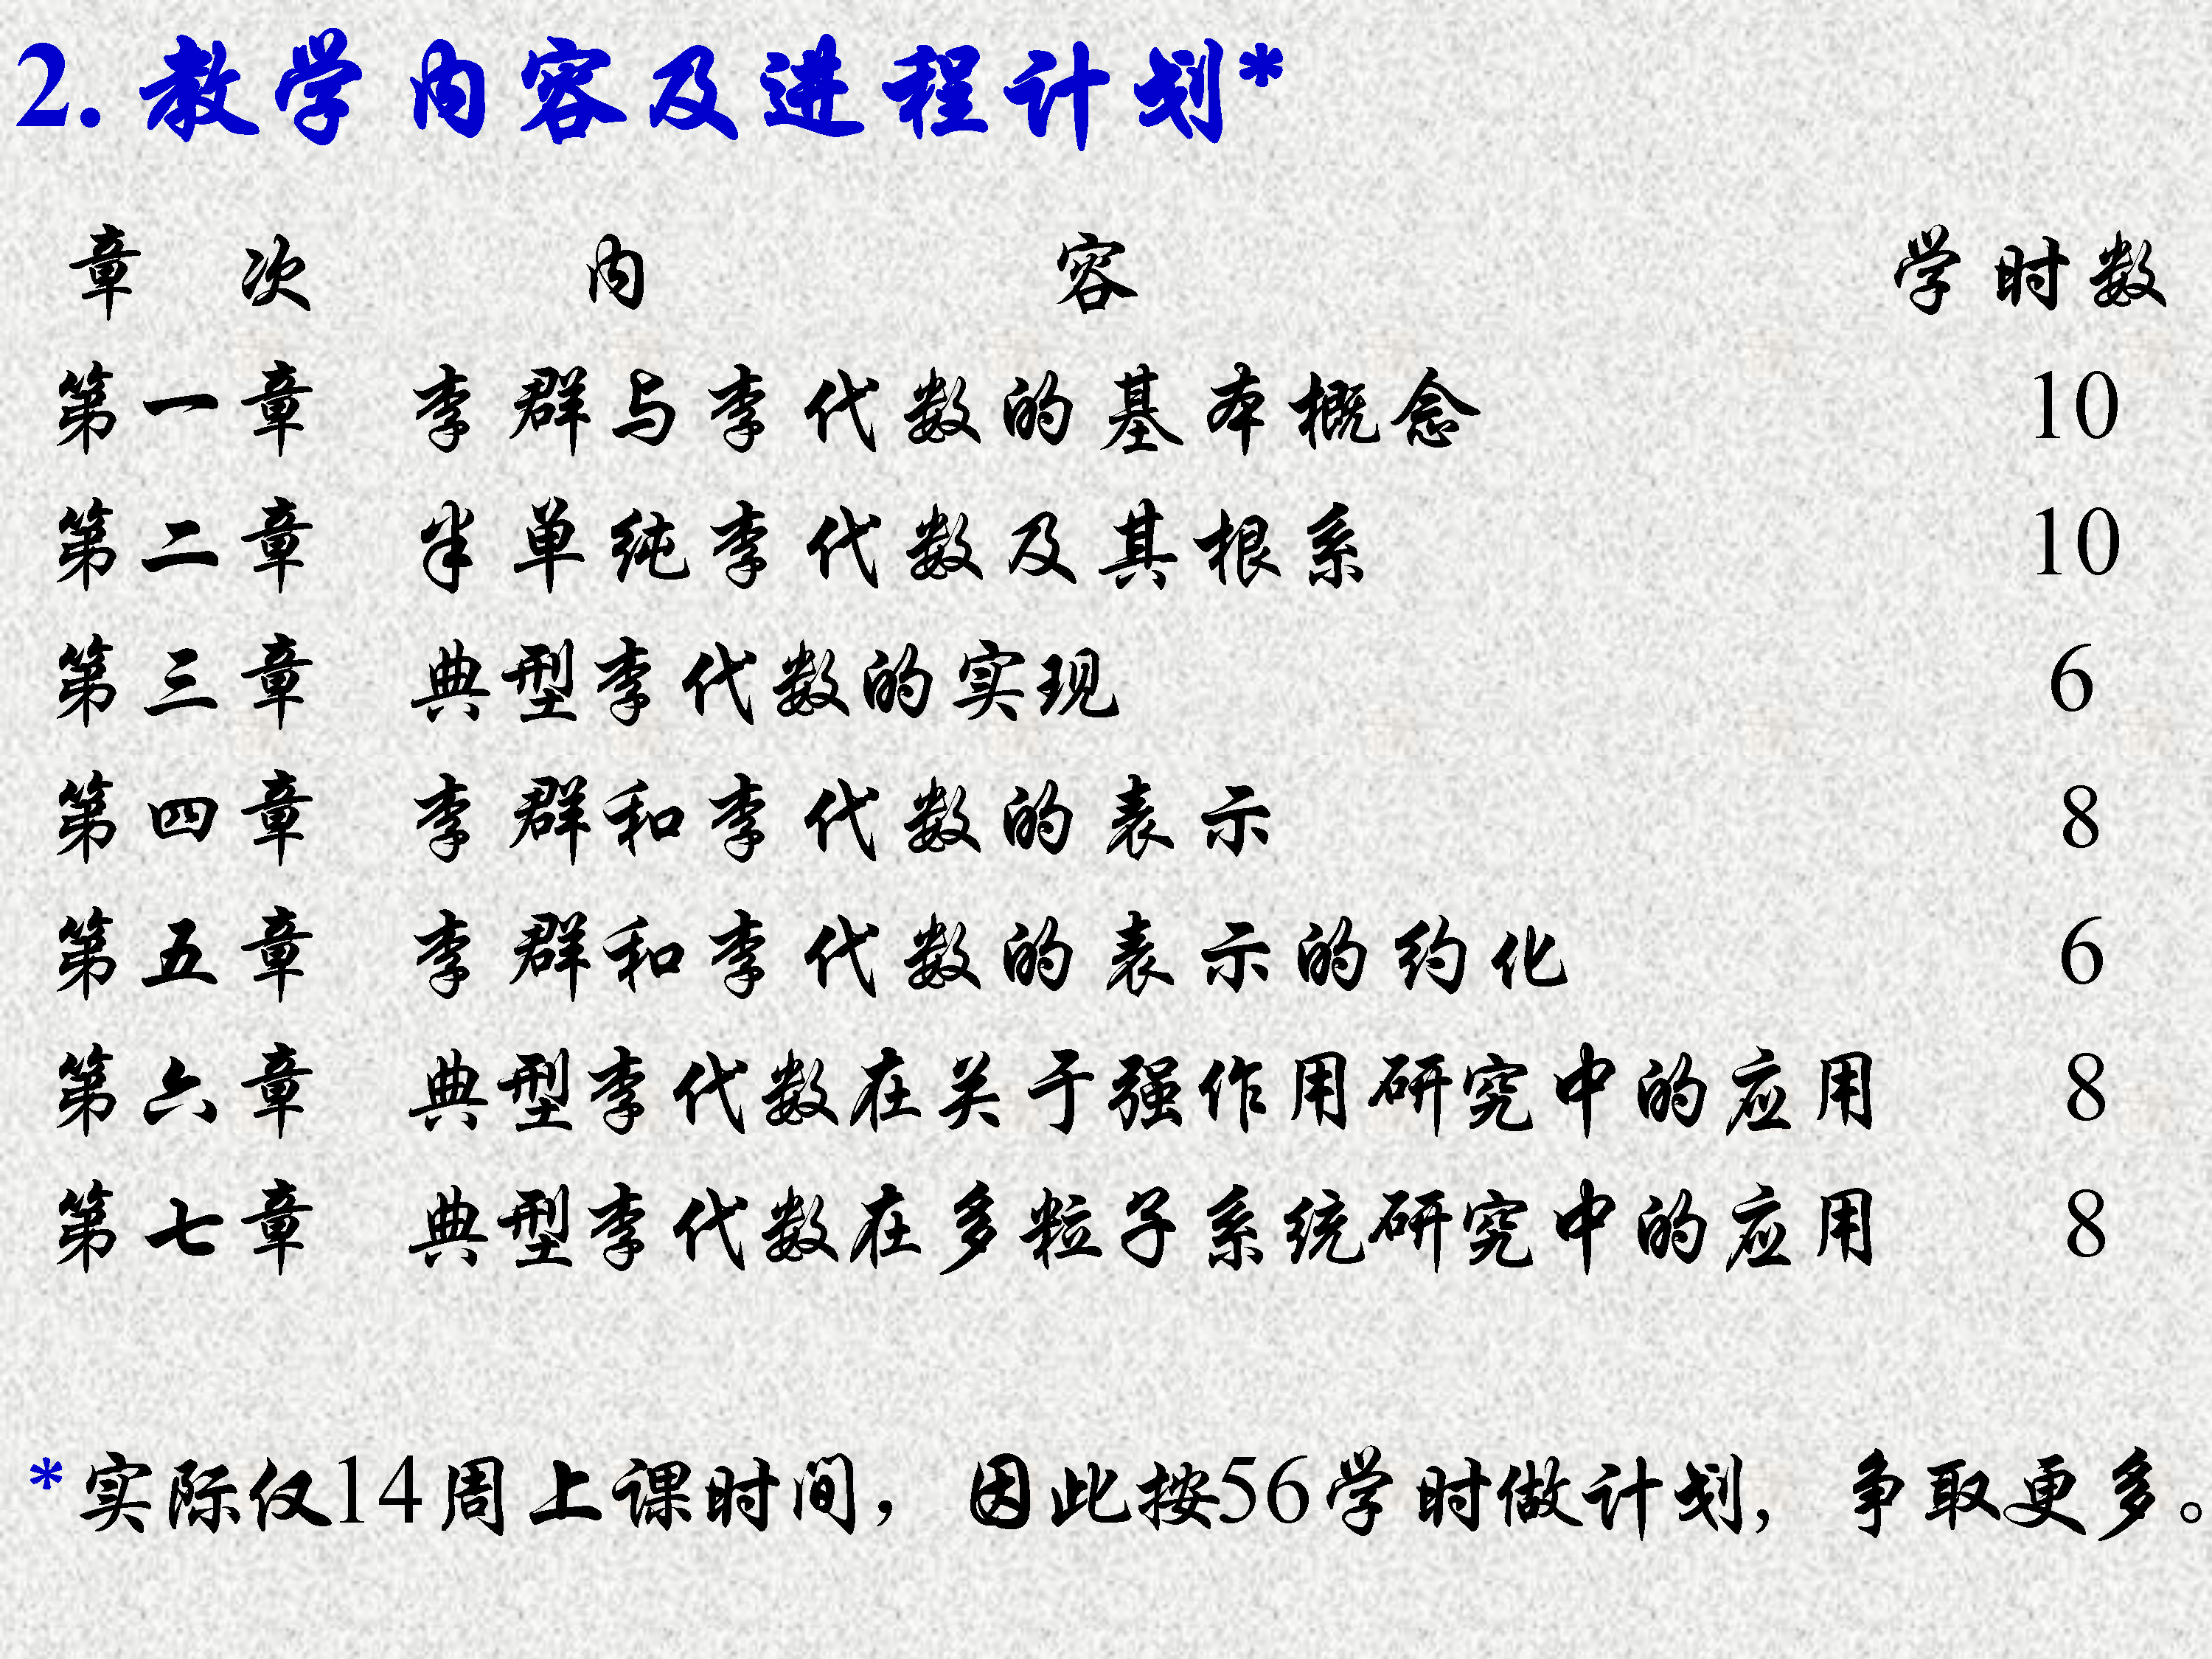 2. 教学内容及进程计划*
章次 内容 学时数
第一章 李群与李代数的基本概念 10
第二章 半单纯李代数及其根系 10
第三章 典型李代数的实现 6
第四章 李群和李代数的表示 8
第五章 李群和李代数的表示的约化 6
第六章 典型李代数在关于强作用研究中的应用 8
第七章 典型李代数在多粒子系统研究中的应用 8
*实际仅14周上课时间，因此按56学时做计划, 争取更多。